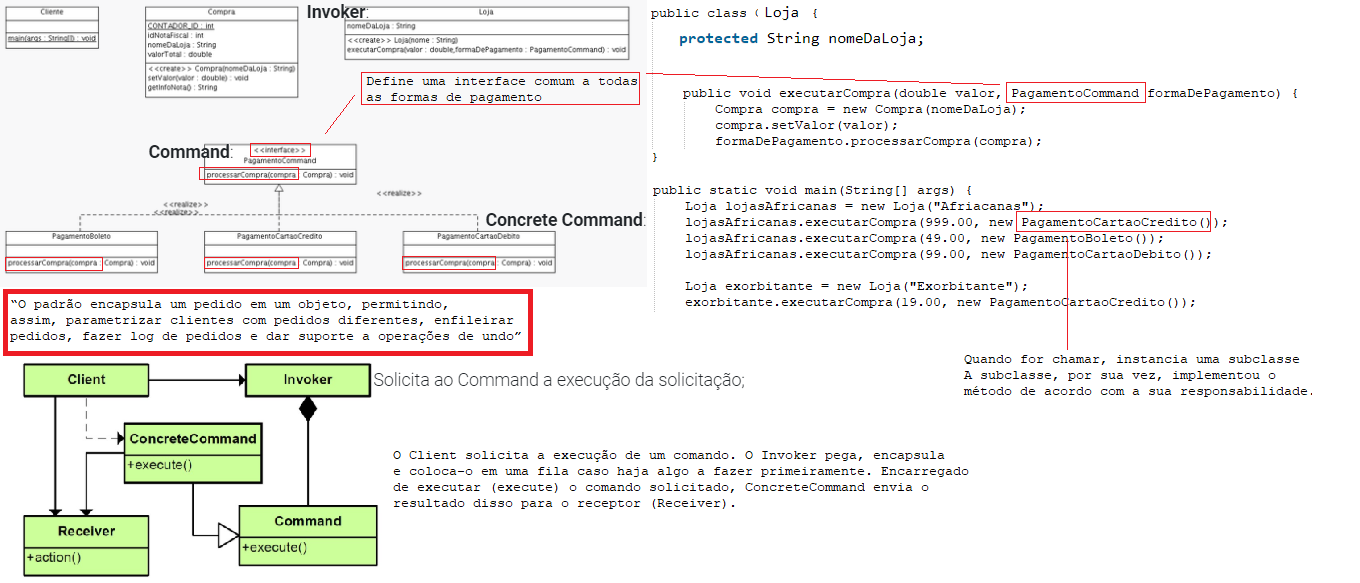 Cliente
main(args : String[]) : void
Compra
CONTADOR_ID : int
idNotaFiscal : int
nomeDaLoja : String
valorTotal : double
<<create>> Compra(nomeDaLoja : String)
setValor(valor : double) : void
getInfoNota() : String
Invoker:
Loja
nomeDaLoja : String
<<create>> Loja(nome : String)
executarCompra(valor : double,formaDePagamento : PagamentoCommand) : void
Define uma interface comum a todas
as formas de pagamento
Command:
<<interface>>
PagamentoCommand
processarCompra(compra : Compra) : void
<<realize>>
<<realize>>
<<realize>>
Concrete Command:
PagamentoBoleto
processarCompra(compra : Compra) : void
PagamentoCartaoCredito
processarCompra(compra : Compra) : void
PagamentoCartaoDebito
processarCompra(compra : Compra) : void
public class ( Loja {
protected String nomeDaLoja;
public void executarCompra(double valor, PagamentoCommand formaDePagamento) {
Compra compra = new Compra(nomeDaLoja);
compra.setValor(valor);
formaDePagamento.processarCompra(compra);
}
public static void main(String[] args) {
Loja lojasAfricanas = new Loja("Afriacanas");
lojasAfricanas.executarCompra(999.00, new PagamentoCartaoCredito());
lojasAfricanas.executarCompra(49.00, new PagamentoBoleto());
lojasAfricanas.executarCompra(99.00, new PagamentoCartaoDebito());
Loja exorbitante = new Loja("Exorbitante");
exorbitante.executarCompra(19.00, new PagamentoCartaoCredito());
Quando for chamar, instancia uma subclasse
A subclasse, por sua vez, implementou o
método de acordo com a sua responsabilidade.
“O padrão encapsula um pedido em um objeto, permitindo,
assim, parametrizar clientes com pedidos diferentes, enfileirar
pedidos, fazer log de pedidos e dar suporte a operações de undo”
Client
Invoker
Solicita ao Command a execução da solicitação;
ConcreteCommand
+execute()
Receiver
+action()
Command
+execute()
O Client solicita a execução de um comando. O Invoker pega, encapsula
e coloca-o em uma fila caso haja algo a fazer primeiramente. Encarregado
de executar (execute) o comando solicitado, ConcreteCommand envia o
resultado disso para o receptor (Receiver).